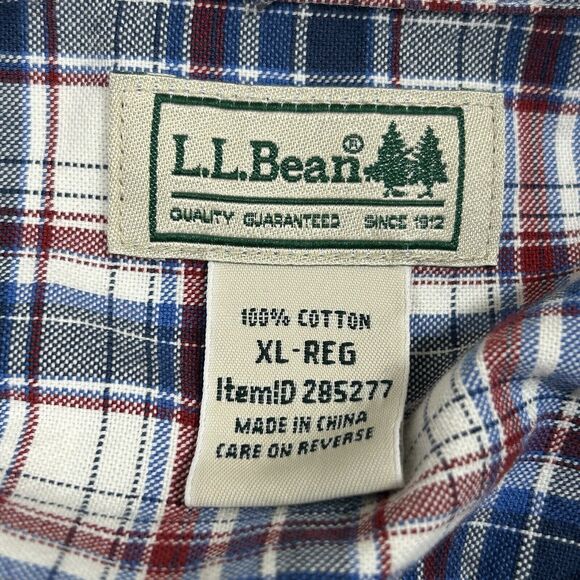 L.L.Bean®
QUALITY GUARANTEED SINCE 1912
100% COTTON
XL-REG
ItemID 285277
MADE IN CHINA
CARE ON REVERSE